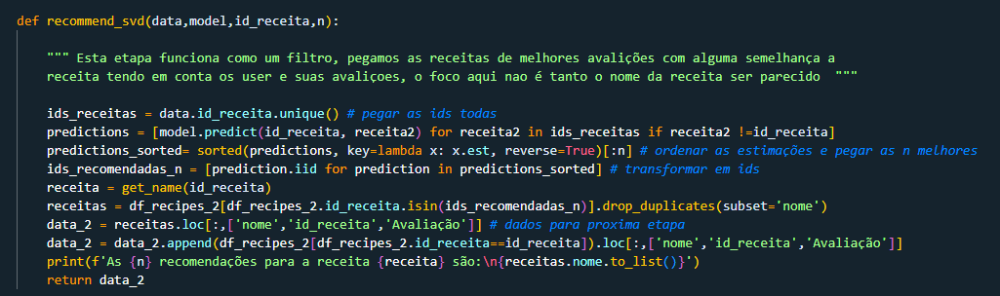 def recommend_svd(data,model,id_receita,n):
""" Esta etapa funciona como um filtro, pegamos as receitas de melhores avalições com alguma semelhança a
receita tendo em conta os user e suas avaliçoes, o foco aqui nao é tanto o nome da receita ser parecido  """
ids_receitas = data.id_receita.unique() # pegar as ids todas
predictions = [model.predict(id_receita, receita2) for receita2 in ids_receitas if receita2 !=id_receita]
predictions_sorted= sorted(predictions, key=lambda x: x.est, reverse=True)[:n] # ordenar as estimações e pegar as n melhores
ids_recomendadas_n = [prediction.iid for prediction in predictions_sorted] # transformar em ids
receita = get_name(id_receita)
receitas = df_recipes_2[df_recipes_2.id_receita.isin(ids_recomendadas_n)].drop_duplicates(subset='nome')
data_2 = receitas.loc[:,['nome','id_receita','Avaliação']] # dados para proxima etapa
data_2 = data_2.append(df_recipes_2[df_recipes_2.id_receita==id_receita]).loc[:,['nome','id_receita','Avaliação']]
print(f'As {n} recomendações para a receita {receita} são:\n{receitas.nome.to_list()}')
return data_2